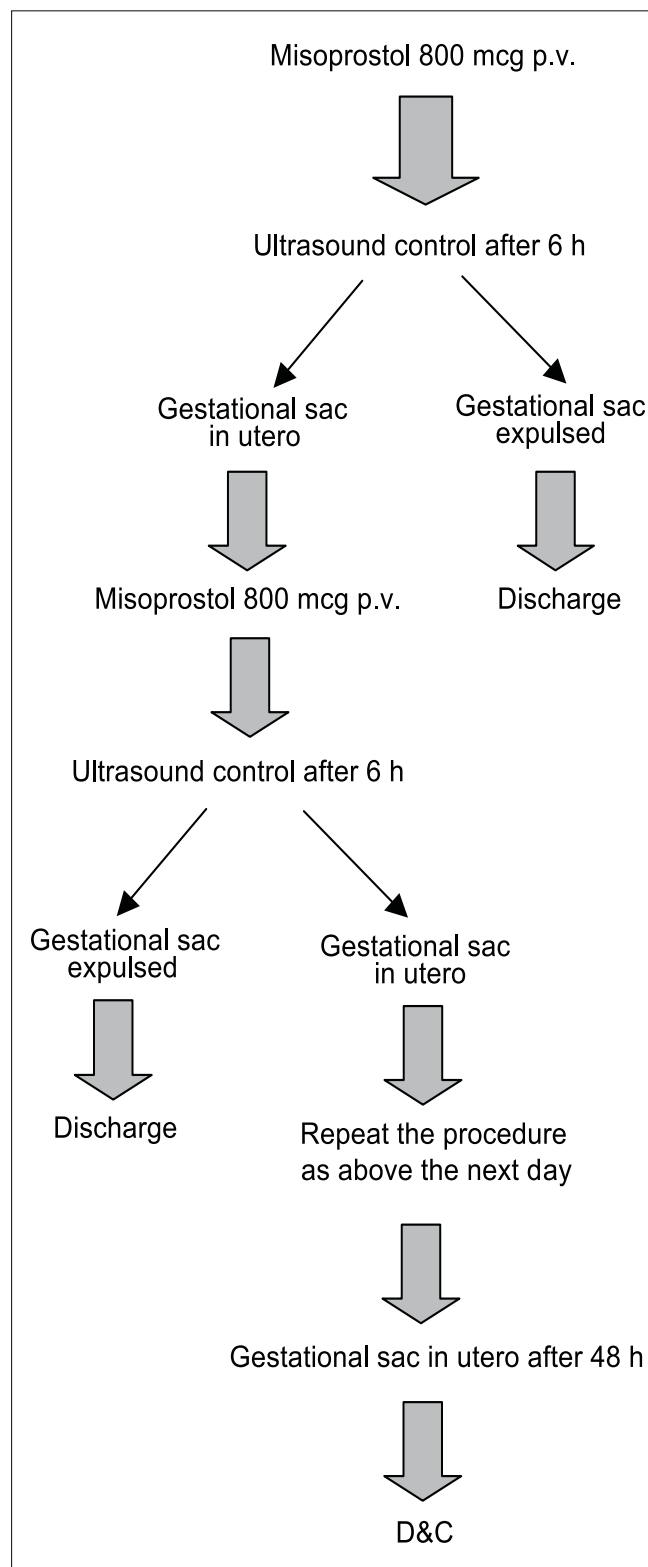 Misoprostol 800 mcg p.v.
Ultrasound control after 6 h
Gestational sac
in utero
Gestational sac
expulsed
Misoprostol 800 mcg p.v.
Discharge
Ultrasound control after 6 h
Gestational sac
expulsed
Gestational sac
in utero
Discharge
Repeat the procedure
as above the next day
Gestational sac in utero after 48 h
D&C